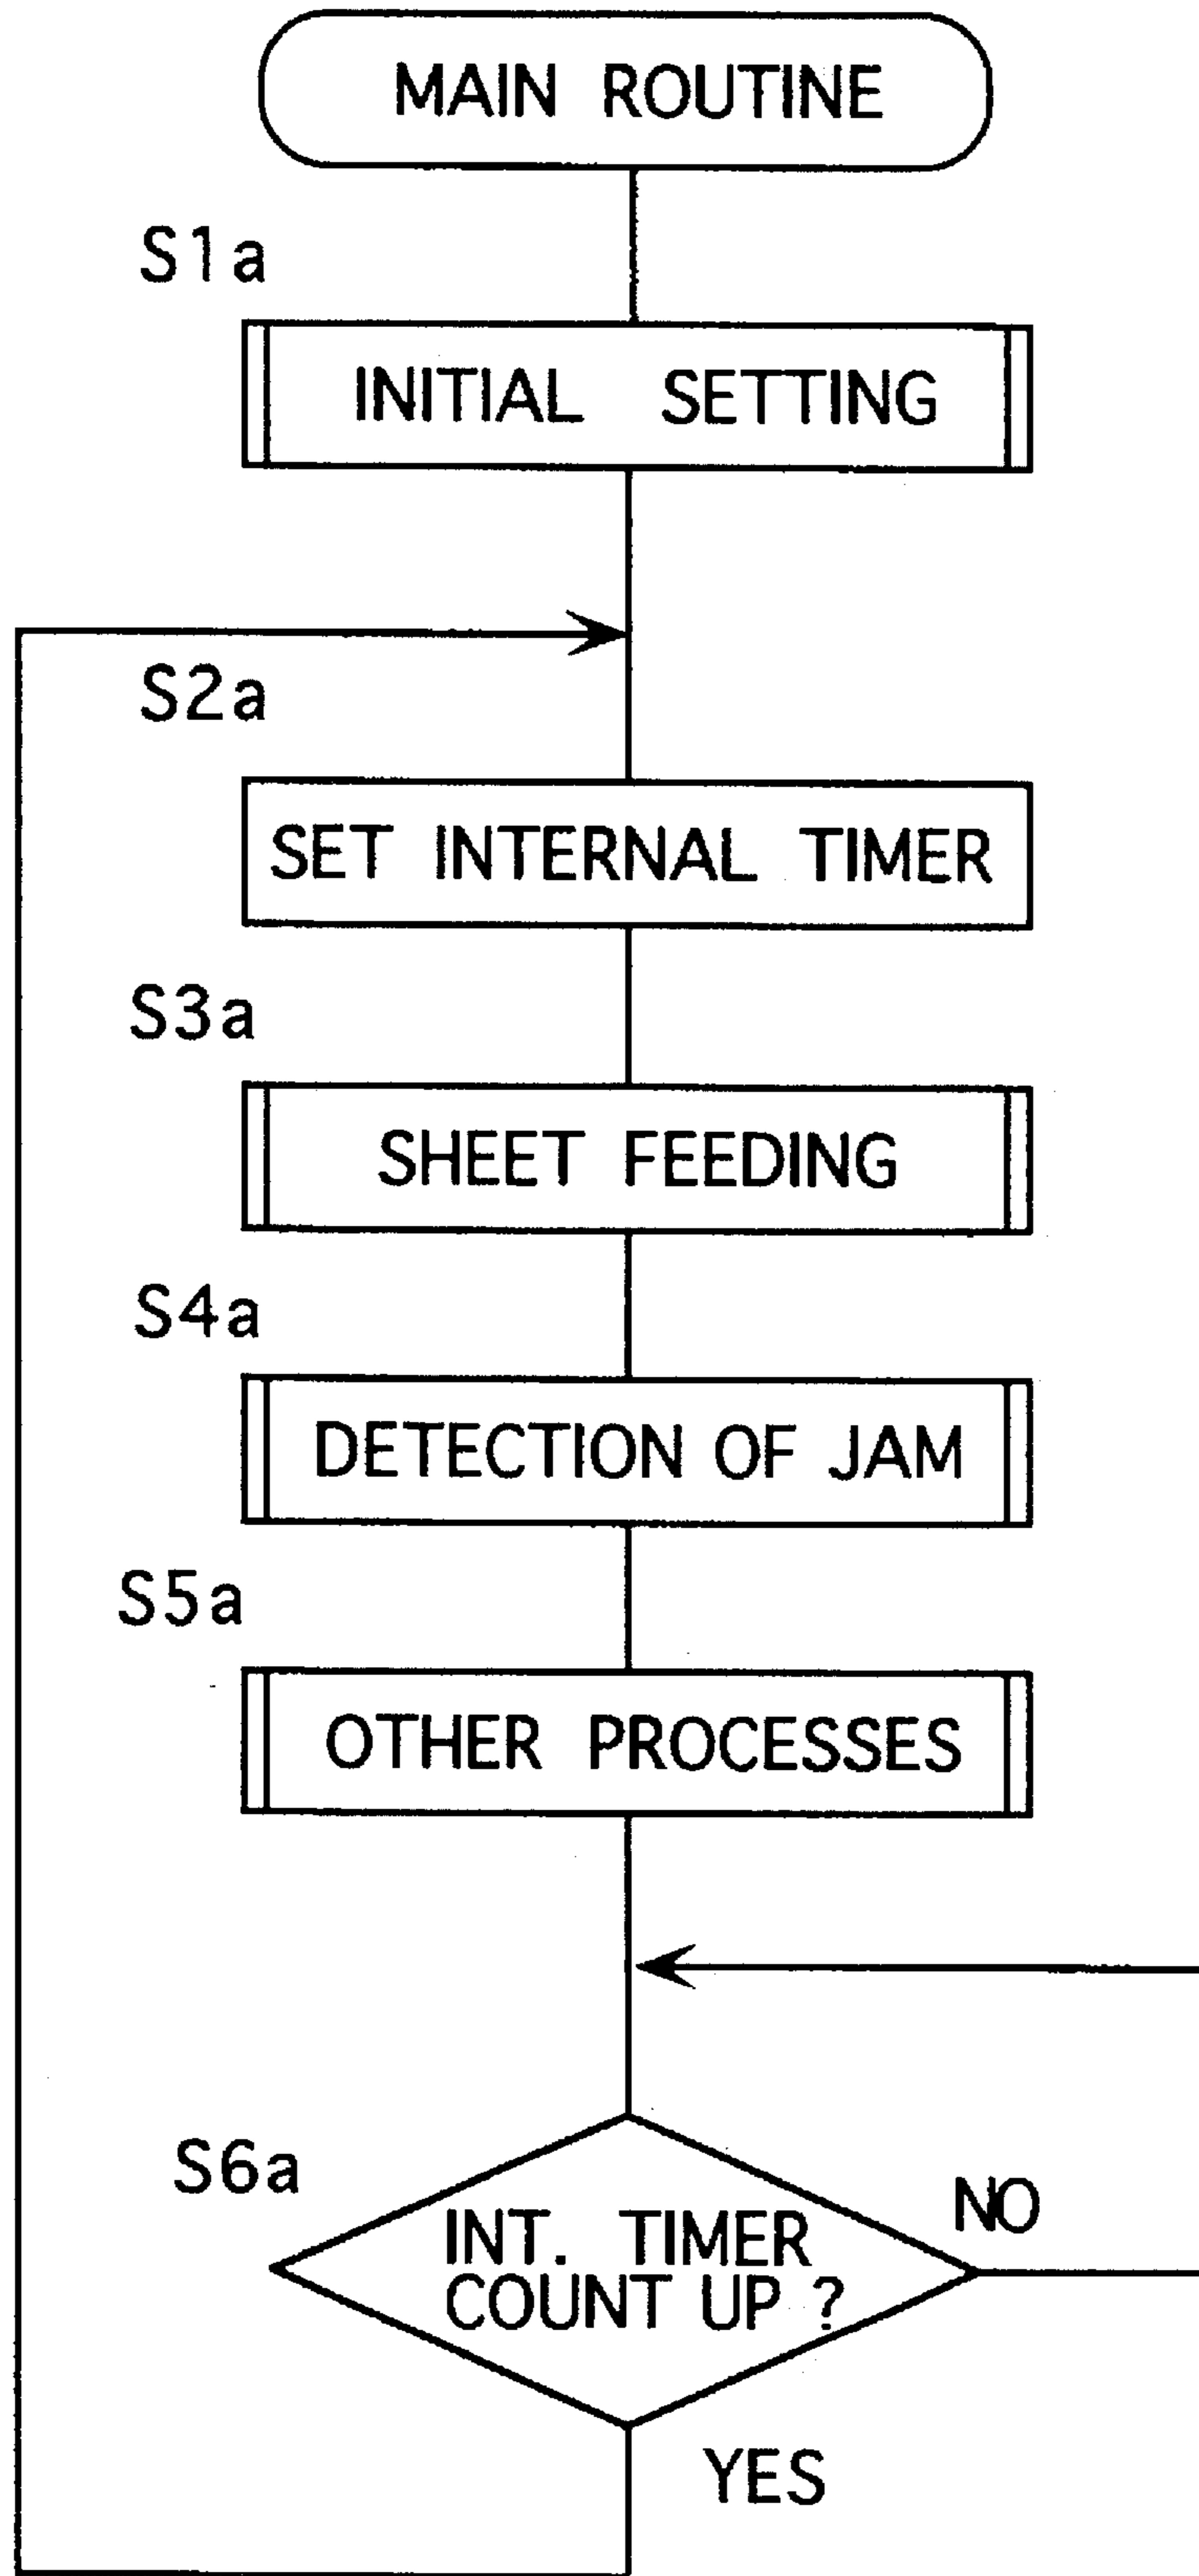 MAIN ROUTINE
S1a
INITIAL SETTING
S2a
SET INTERNAL TIMER
S3a
SHEET FEEDING
S4a
DETECTION OF JAM
S5a
OTHER PROCESSES
S6a
INT. TIMER
COUNT UP ?
NO
YES